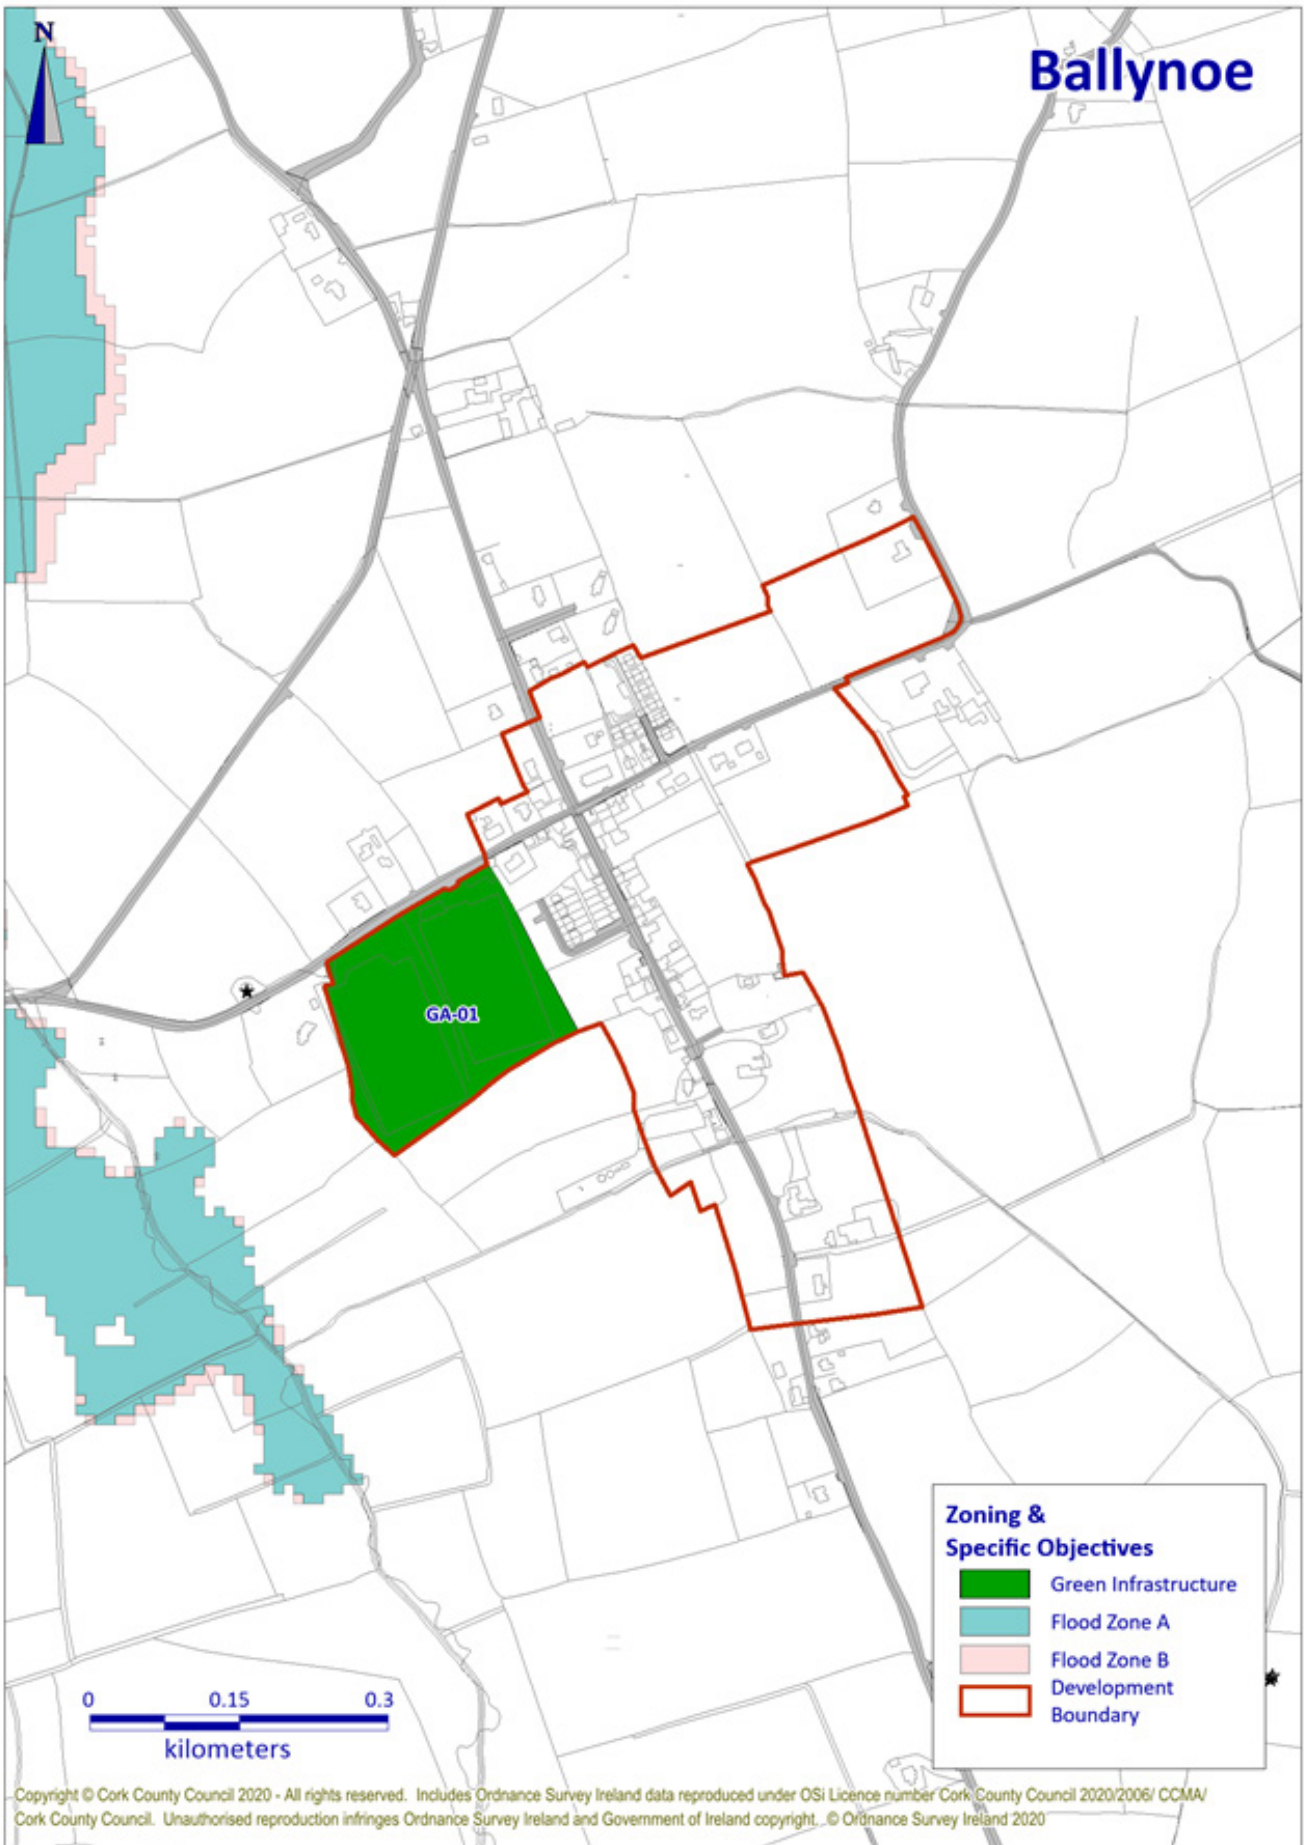 N
Ballynoe
GA-01
Zoning &
Specific Objectives
Green Infrastructure
Flood Zone A
Flood Zone B
Development
Boundary
0 0.15 0.3
kilometers
Copyright © Cork County Council 2020 - All rights reserved. Includes Ordnance Survey Ireland data reproduced under OSi Licence number Cork County Council 2020/2006/ CCMA/
Cork County Council. Unauthorised reproduction infringes Ordnance Survey Ireland and Government of Ireland copyright. © Ordnance Survey Ireland 2020